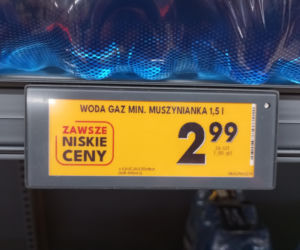 WODA GAZ MIN. MUSZYNIANKA 1,5 l
ZAWSZE
NISKIE
CENY
2 99